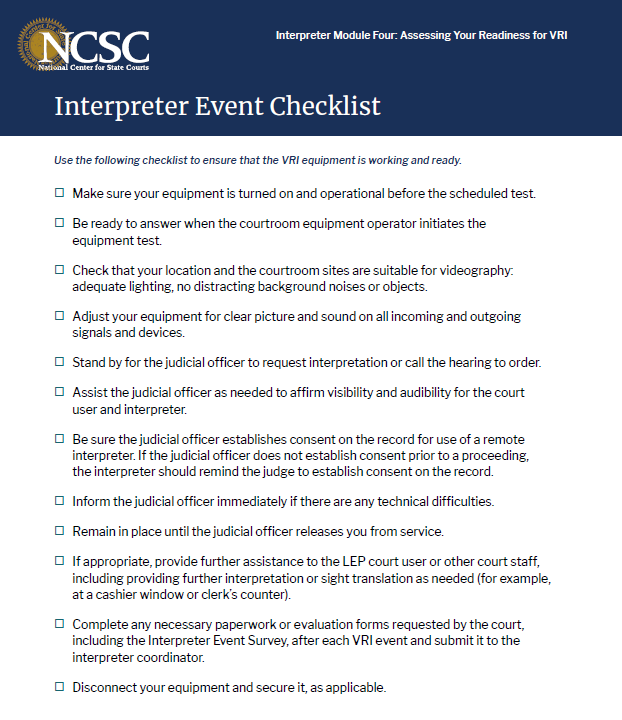 NCSC
National Center for State Courts
Interpreter Module Four: Assessing Your Readiness for VRI
Interpreter Event Checklist
Use the following checklist to ensure that the VRI equipment is working and ready.
Make sure your equipment is turned on and operational before the scheduled test.
Be ready to answer when the courtroom equipment operator initiates the
equipment test.
Check that your location and the courtroom sites are suitable for videography:
adequate lighting, no distracting background noises or objects.
Adjust your equipment for clear picture and sound on all incoming and outgoing
signals and devices.
Stand by for the judicial officer to request interpretation or call the hearing to order.
Assist the judicial officer as needed to affirm visibility and audibility for the court
user and interpreter.
Be sure the judicial officer establishes consent on the record for use of a remote
interpreter. If the judicial officer does not establish consent prior to a proceeding,
the interpreter should remind the judge to establish consent on the record.
Inform the judicial officer immediately if there are any technical difficulties.
Remain in place until the judicial officer releases you from service.
If appropriate, provide further assistance to the LEP court user or other court staff,
including providing further interpretation or sight translation as needed (for example,
at a cashier window or clerk's counter).
Complete any necessary paperwork or evaluation forms requested by the court,
including the Interpreter Event Survey, after each VRI event and submit it to the
interpreter coordinator.
Disconnect your equipment and secure it, as applicable.